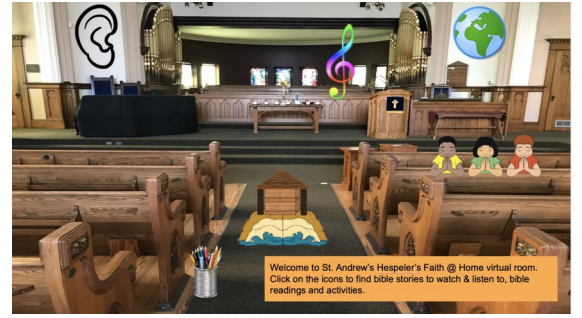 Welcome to St. Andrew's Hespeler's Faith @ Home virtual room.
Click on the icons to find bible stories to watch & listen to, bible
readings and activities.